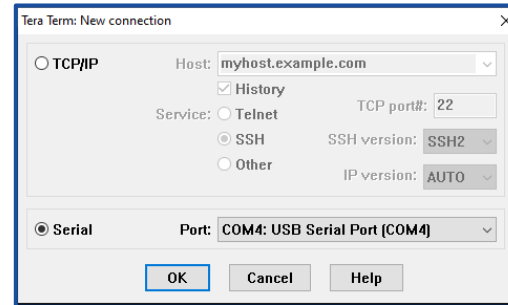 Tera Term: New connection
TCP/IP Host: myhost.example.com
History
Service: Telnet TCP port#: 22
SSH SSH version: SSH2
Other IP version: AUTO
Serial Port: COM4: USB Serial Port (COM4)
OK Cancel Help